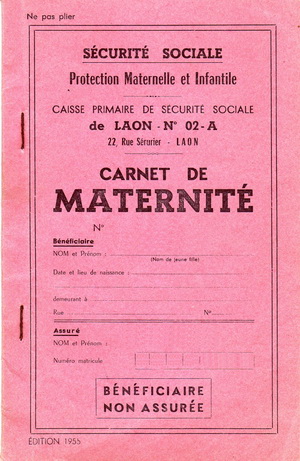 Ne pas plier
SÉCURITÉ SOCIALE
Protection Maternelle et Infantile
CAISSE PRIMAIRE DE SÉCURITÉ SOCIALE
de LAON - N° 02-A
22, Rue Sérurier - LAON
CARNET DE
MATERNITÉ
N°
Bénéficiaire
NOM et Prénom :
(Nom de jeune fille)
Date et lieu de naissance :
demeurant à
Rue N°
Assuré
NOM et Prénom :
Numéro matricule
BÉNÉFICIAIRE
NON ASSURÉE
ÉDITION 1955